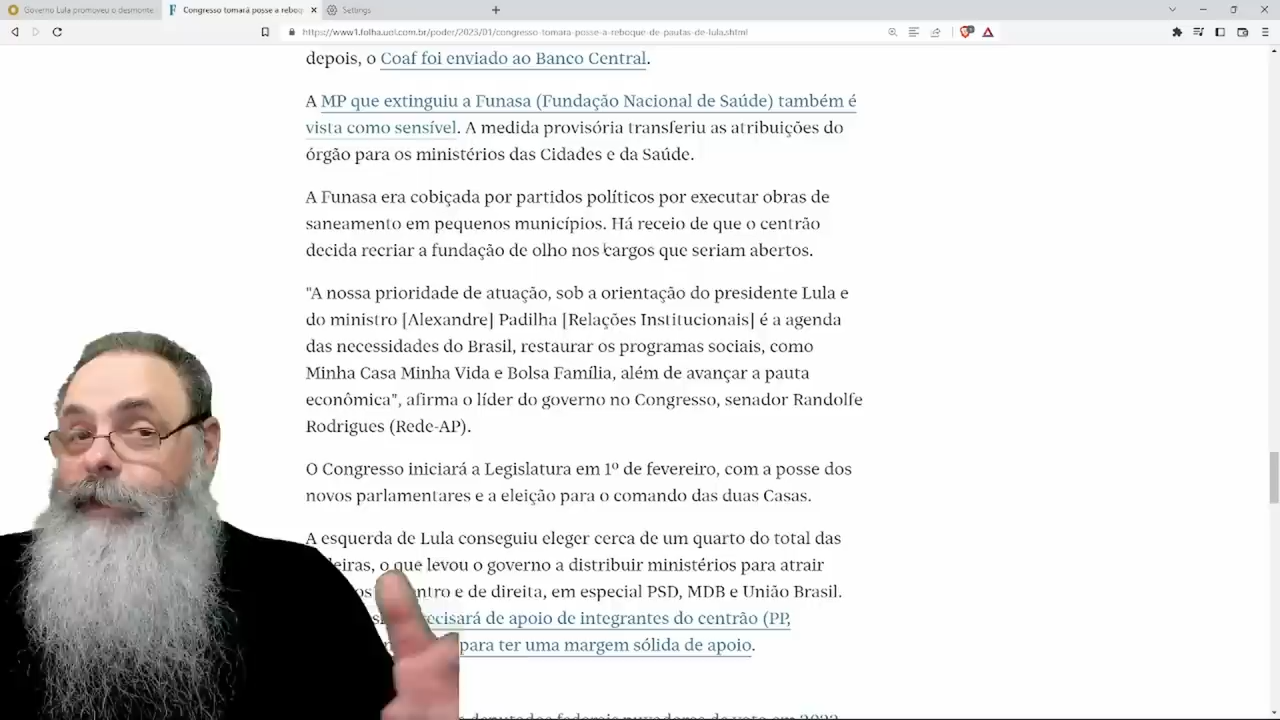 Governo Lula promoveu o desmonte
Congresso tomará posse a reboq
Settings
https://www1.folha.uol.com.br/poder/2023/01/congresso-tomara-posse-a-reboque-de-pautas-de-lula.shtml
depois, o Coaf foi enviado ao Banco Central.
A MP que extinguiu a Funasa (Fundação Nacional de Saúde) também é
vista como sensível. A medida provisória transferiu as atribuições do
órgão para os ministérios das Cidades e da Saúde.
A Funasa era cobiçada por partidos políticos por executar obras de
saneamento em pequenos municípios. Há receio de que o centrão
decida recriar a fundação de olho nos cargos que seriam abertos.
"A nossa prioridade de atuação, sob a orientação do presidente Lula e
do ministro [Alexandre] Padilha [Relações Institucionais] é a agenda
das necessidades do Brasil, restaurar os programas sociais, como
Minha Casa Minha Vida e Bolsa Família, além de avançar a pauta
econômica", afirma o líder do governo no Congresso, senador Randolfe
Rodrigues (Rede-AP).
O Congresso iniciará a Legislatura em 1º de fevereiro, com a posse dos
novos parlamentares e a eleição para o comando das duas Casas.
A esquerda de Lula conseguiu eleger cerca de um quarto do total das
eiras, o que levou o governo a distribuir ministérios para atrair
entro e de direita, em especial PSD, MDB e União Brasil.
ecisará de apoio de integrantes do centrão (PP,
para ter uma margem sólida de apoio.
deputados federais puxadores de voto em 2022